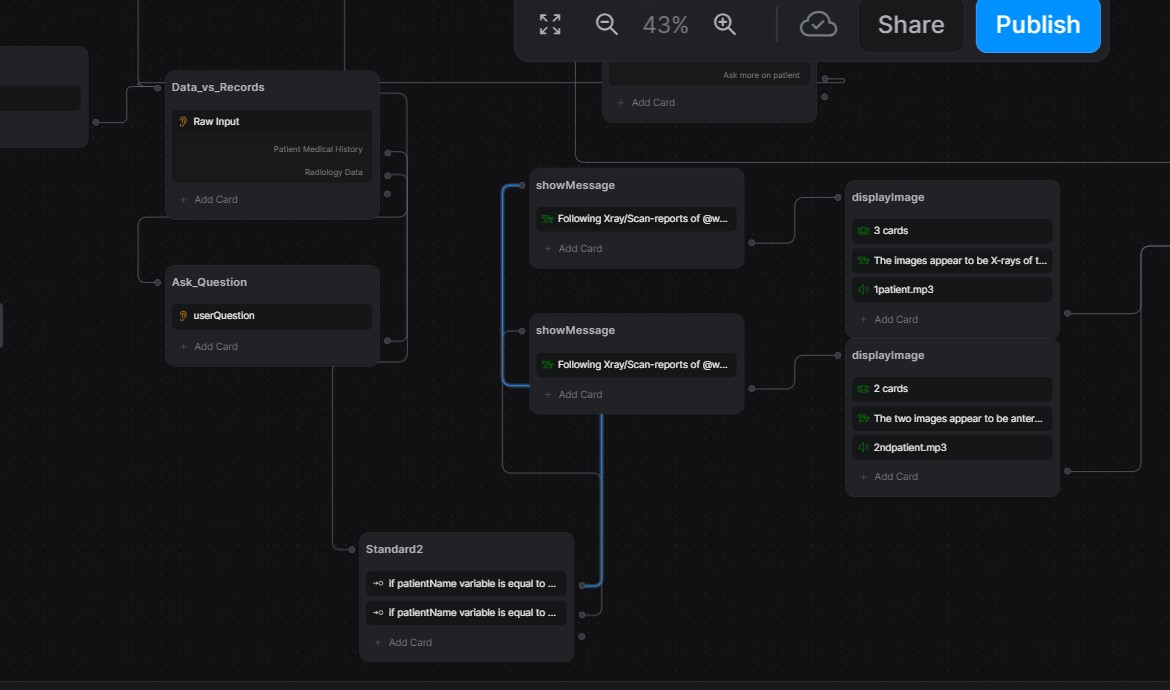 43%
Share
Publish
Ask more on patient
+ Add Card
Data_vs_Records
Raw Input
Patient Medical History
Radiology Data
+ Add Card
Ask_Question
userQuestion
+ Add Card
showMessage
Following Xray/Scan-reports of @w...
+ Add Card
showMessage
Following Xray/Scan-reports of @w...
+ Add Card
displayImage
3 cards
The images appear to be X-rays of t...
1patient.mp3
+ Add Card
displayImage
2 cards
The two images appear to be anter...
2ndpatient.mp3
+ Add Card
Standard2
if patientName variable is equal to ...
if patientName variable is equal to ...
+ Add Card